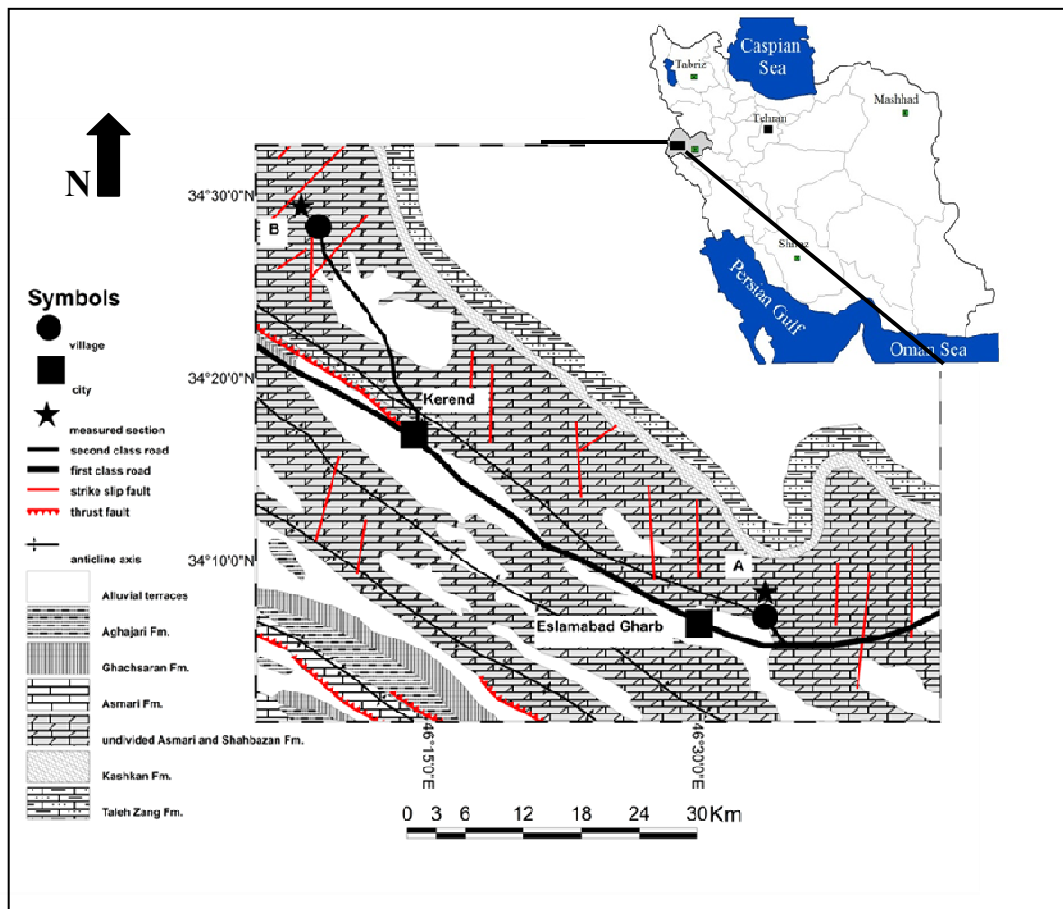 Caspian
Sea
Tabriz
Mashhad
Tehran
Shiraz
Persian Gulf
Oman Sea
N
34°30'0"N
B
34°20'0"N
Kerend
34°10'0"N
A
Eslamabad Gharb
46°15'0"E
46°30'0"E
0 3 6 12 18 24 30Km
Symbols
village
city
measured section
second class road
first class road
strike slip fault
thrust fault
anticline axis
Alluvial terraces
Aghajari Fm.
Ghachsaran Fm.
Asmari Fm.
undivided Asmari and Shahbazan Fm.
Kashkan Fm.
Taleh Zang Fm.